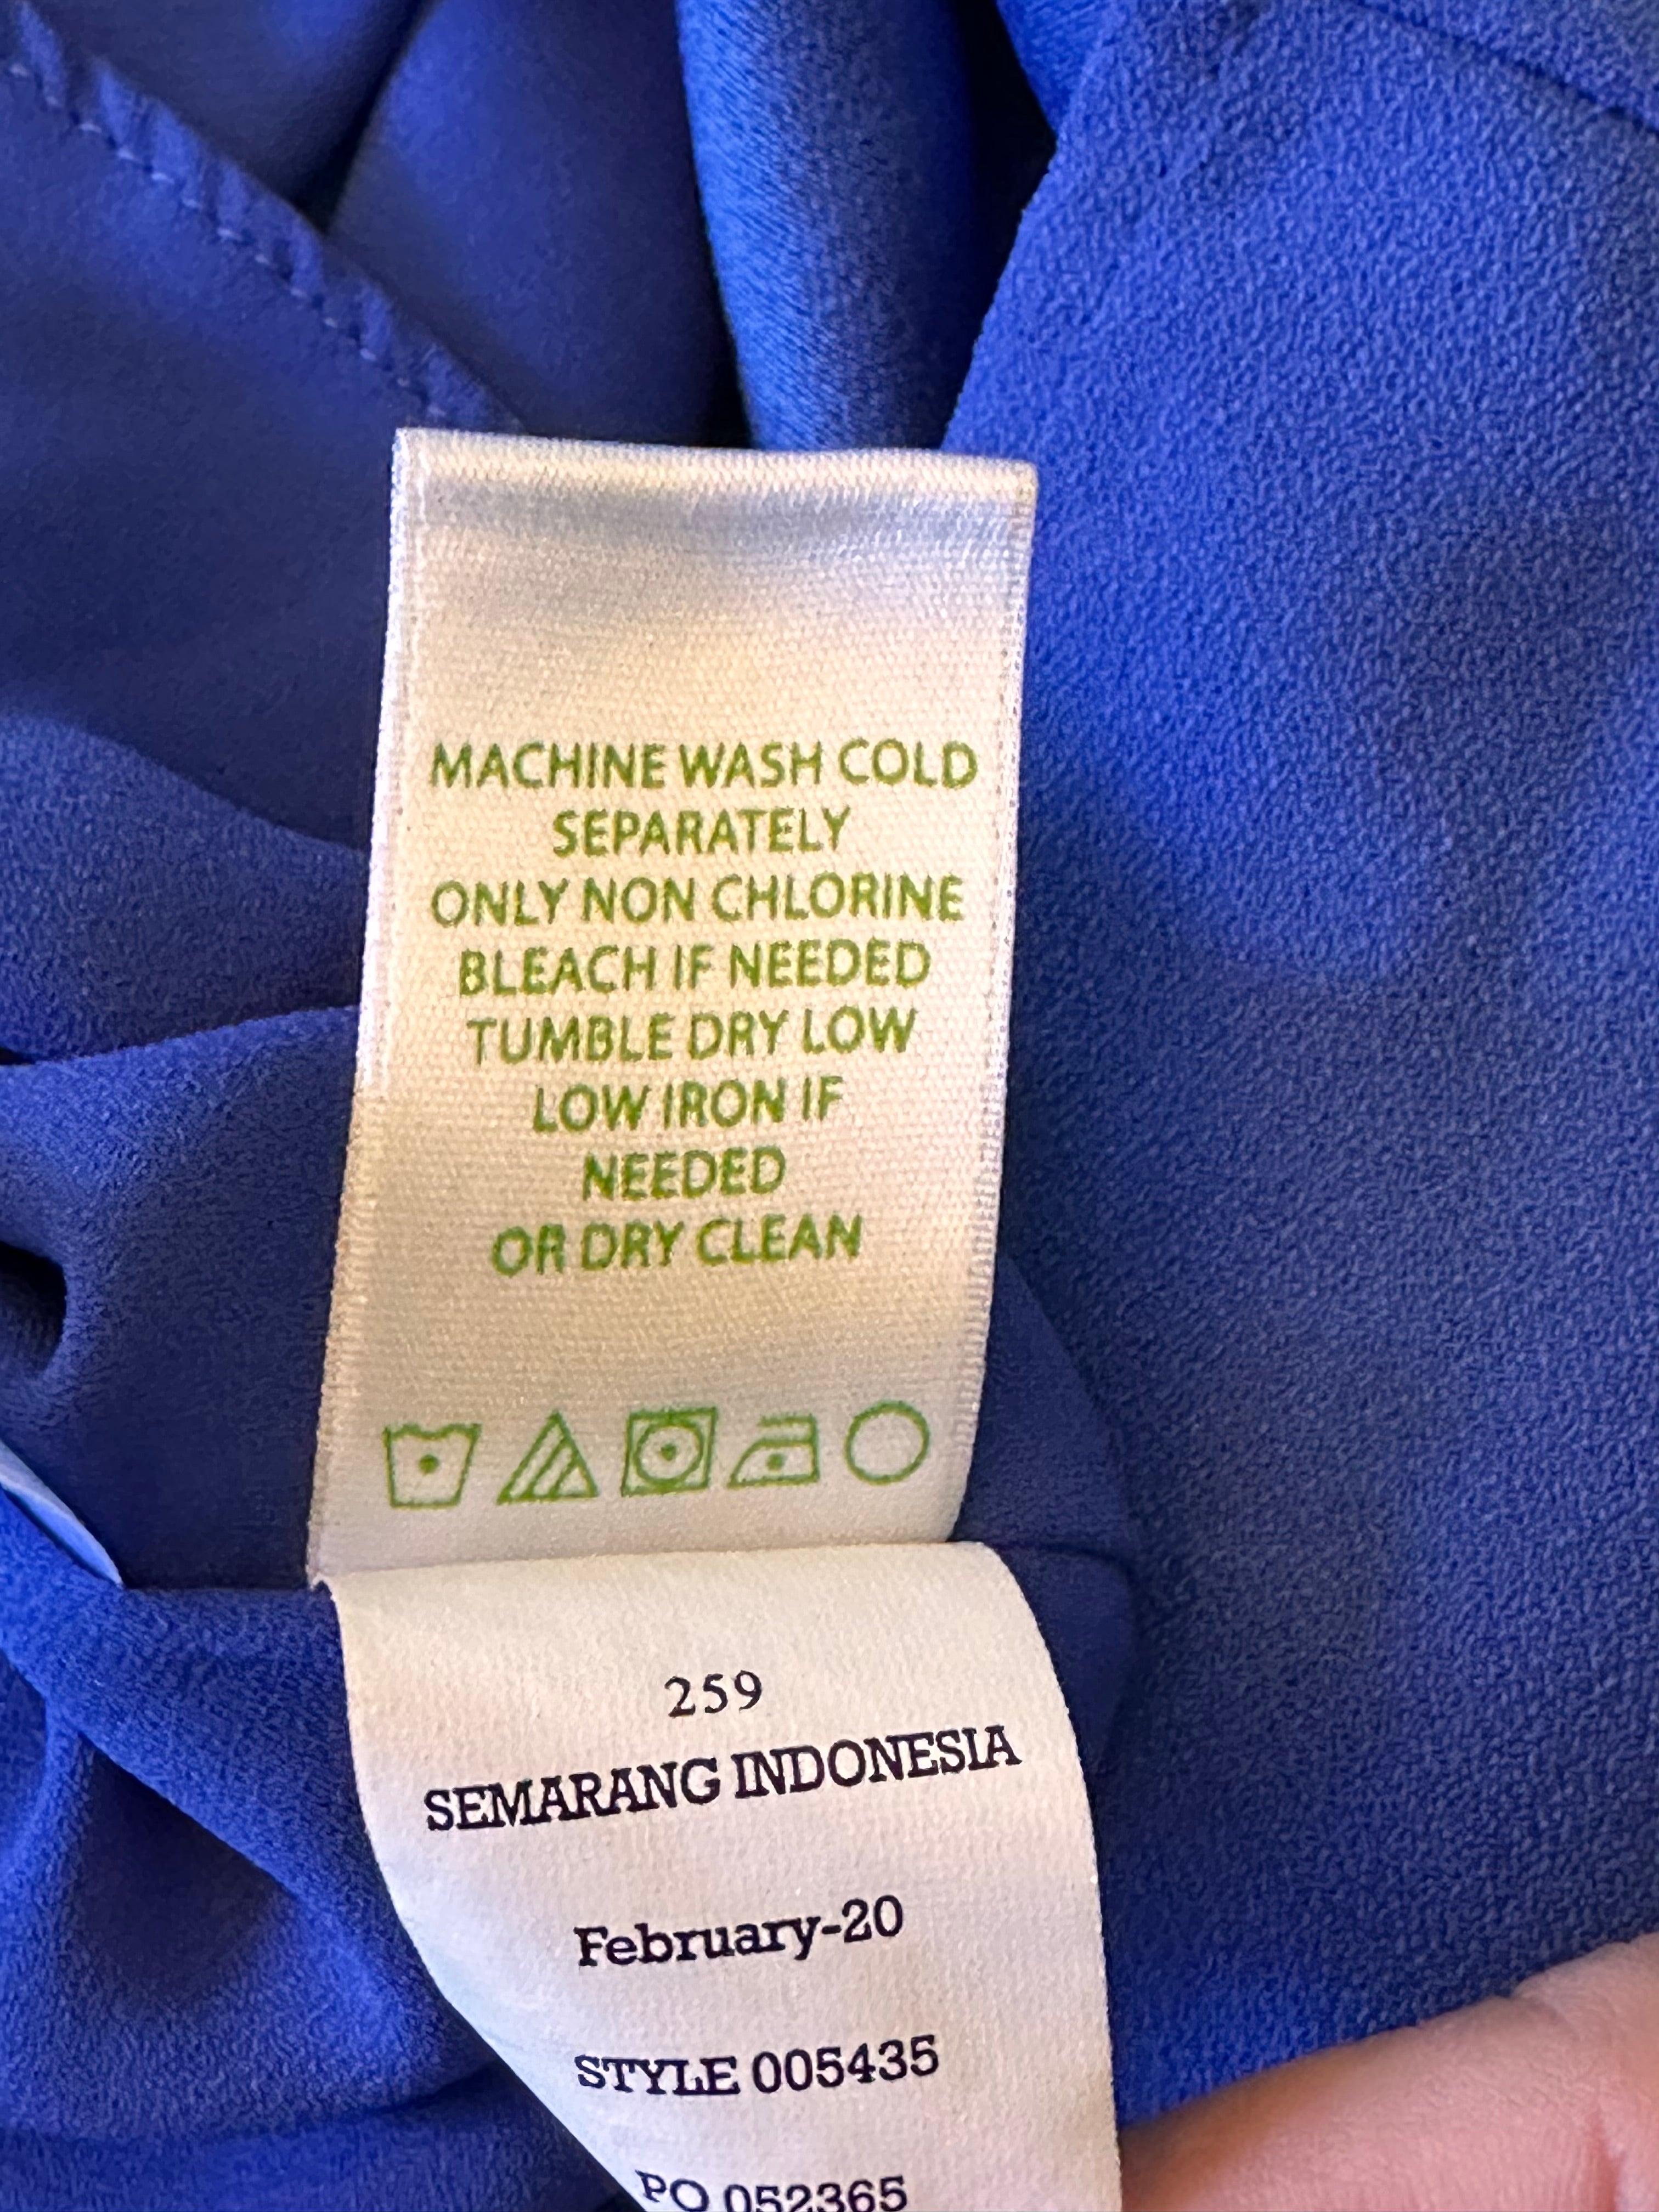 MACHINE WASH COLD
SEPARATELY
ONLY NON CHLORINE
BLEACH IF NEEDED
TUMBLE DRY LOW
LOW IRON IF
NEEDED
OR DRY CLEAN
259
SEMARANG INDONESIA
February-20
STYLE 005435
PO 052365